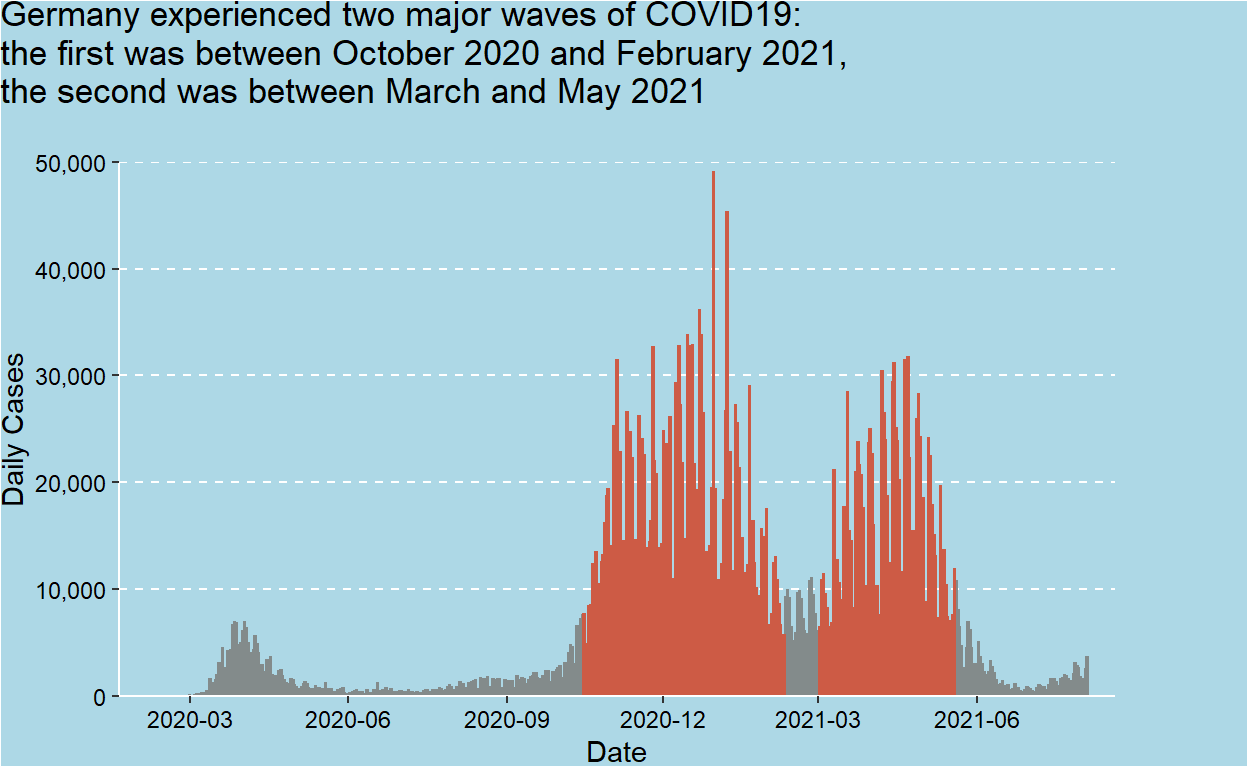 Germany experienced two major waves of COVID19:
the first was between October 2020 and February 2021,
the second was between March and May 2021
50,000
40,000
30,000
20,000
10,000
0
Daily Cases
2020-03 2020-06 2020-09 2020-12 2021-03 2021-06
Date